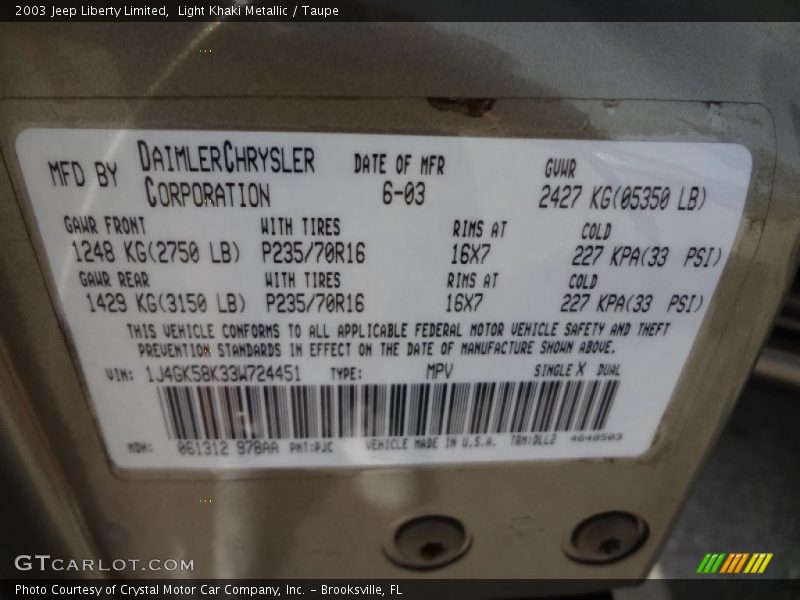 2003 Jeep Liberty Limited,  Light Khaki Metallic / Taupe
MFD BY DAIMLERCHRYSLER CORPORATION
DATE OF MFR 6-03
GVWR 2427 KG(05350 LB)
GAWR FRONT WITH TIRES RIMS AT COLD
1248 KG(2750 LB) P235/70R16 16X7 227 KPA(33 PSI)
GAWR REAR WITH TIRES RIMS AT COLD
1429 KG(3150 LB) P235/70R16 16X7 227 KPA(33 PSI)
THIS VEHICLE CONFORMS TO ALL APPLICABLE FEDERAL MOTOR VEHICLE SAFETY AND THEFT
PREVENTION STANDARDS IN EFFECT ON THE DATE OF MANUFACTURE SHOWN ABOVE.
VIN: 1J4GK58K33W724451 TYPE: MPV SINGLE X DUAL
MDH: 061312 978AA PNT:PJC VEHICLE MADE IN U.S.A. TRM:DLL2 4648503
GTCARLOT.COM
Photo Courtesy of Crystal Motor Car Company, Inc. – Brooksville, FL